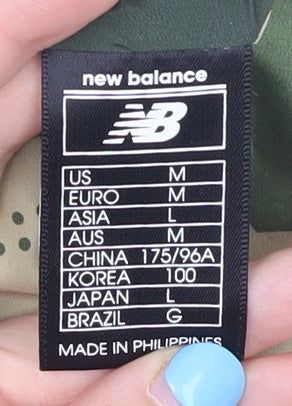 new balance
NB
US M
EURO M
ASIA L
AUS M
CHINA 175/96A
KOREA 100
JAPAN L
BRAZIL G
MADE IN PHILIPPINES